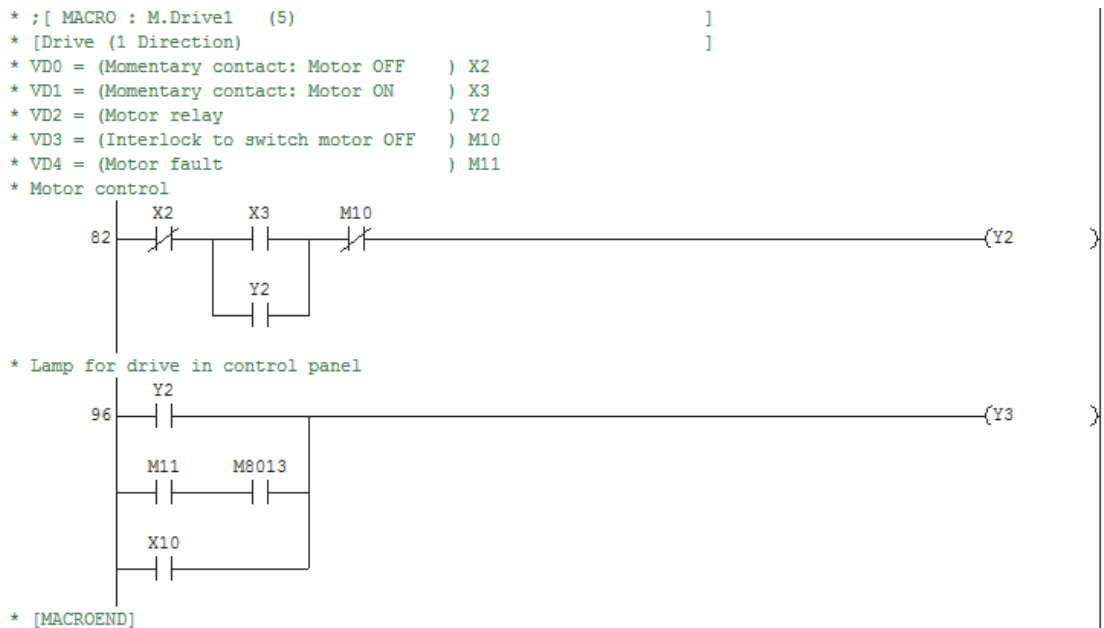 * ;[ MACRO : M.Drive1 (5) ]
* [Drive (1 Direction) ]
* VD0 = (Momentary contact: Motor OFF ) X2
* VD1 = (Momentary contact: Motor ON ) X3
* VD2 = (Motor relay ) Y2
* VD3 = (Interlock to switch motor OFF ) M10
* VD4 = (Motor fault ) M11
* Motor control
X2 X3 M10
82 (Y2 )
Y2
* Lamp for drive in control panel
Y2
96 (Y3 )
M11 M8013
X10
* [MACROEND]